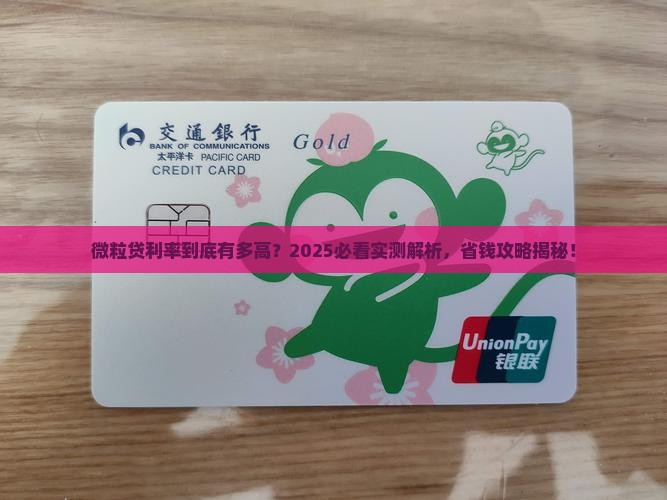 交通銀行
BANK OF COMMUNICATIONS
太平洋卡 PACIFIC CARD
CREDIT CARD
Gold
微粒贷利率到底有多高？2025必看实测解析，省钱攻略揭秘！
UnionPay
银联